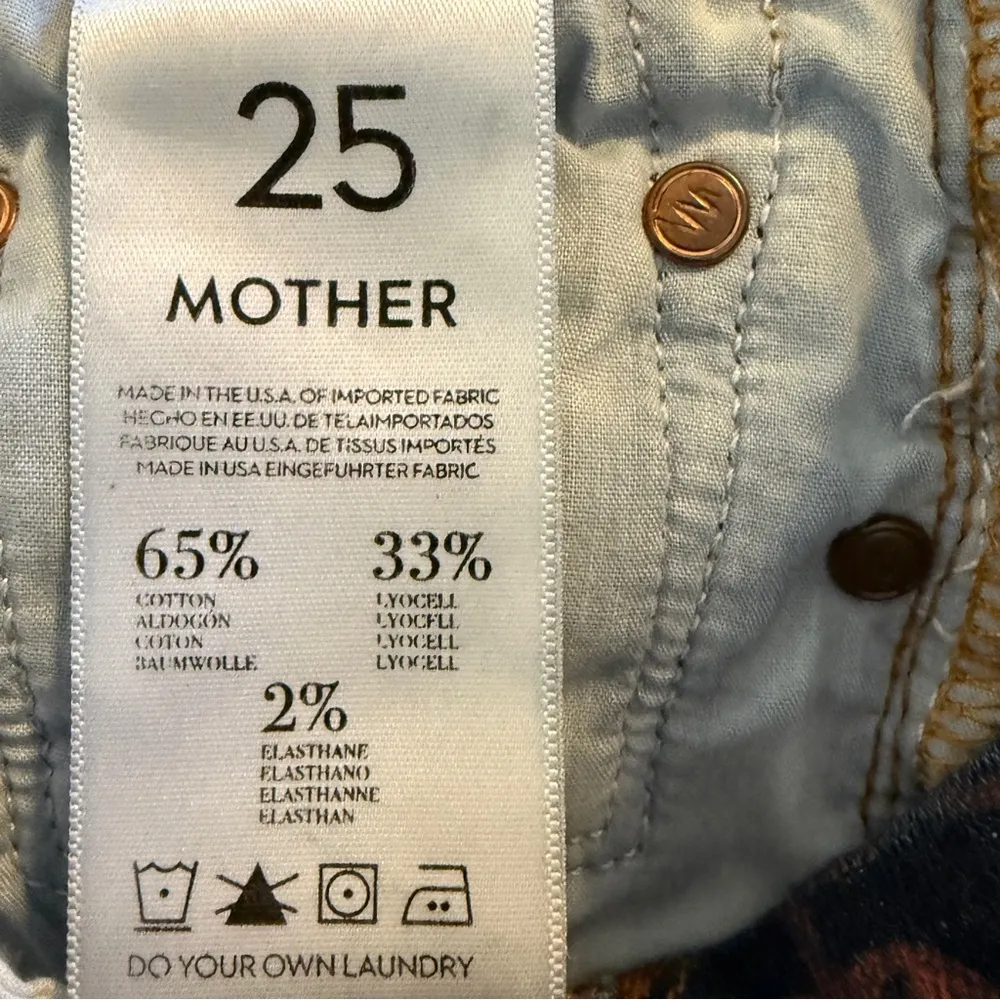 25
MOTHER
MADE IN THE U.S.A. OF IMPORTED FABRIC
HECHO EN EE.UU. DE TELAIMPORTADOS
FABRIQUE AU U.S.A. DE TISSUS IMPORTÉS
MADE IN USA EINGEFUHRTER FABRIC
65% 33%
COTTON LYOCELL
ALDOGÓN LYOCELL
COTON LYOCELL
BAUMWOLLE LYOCELL
2%
ELASTHANE
ELASTHANO
ELASTHANNE
ELASTHAN
DO YOUR OWN LAUNDRY